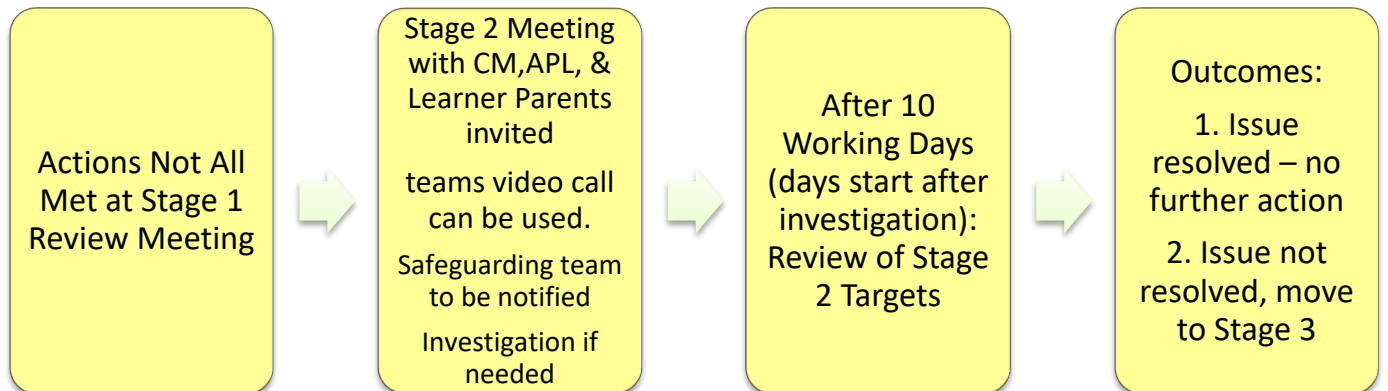 Actions Not All
Met at Stage 1
Review Meeting
Stage 2 Meeting
with CM,APL, &
Learner Parents
invited
teams video call
can be used.
Safeguarding team
to be notified
Investigation if
needed
After 10
Working Days
(days start after
investigation):
Review of Stage
2 Targets
Outcomes:
1. Issue
resolved – no
further action
2. Issue not
resolved, move
to Stage 3